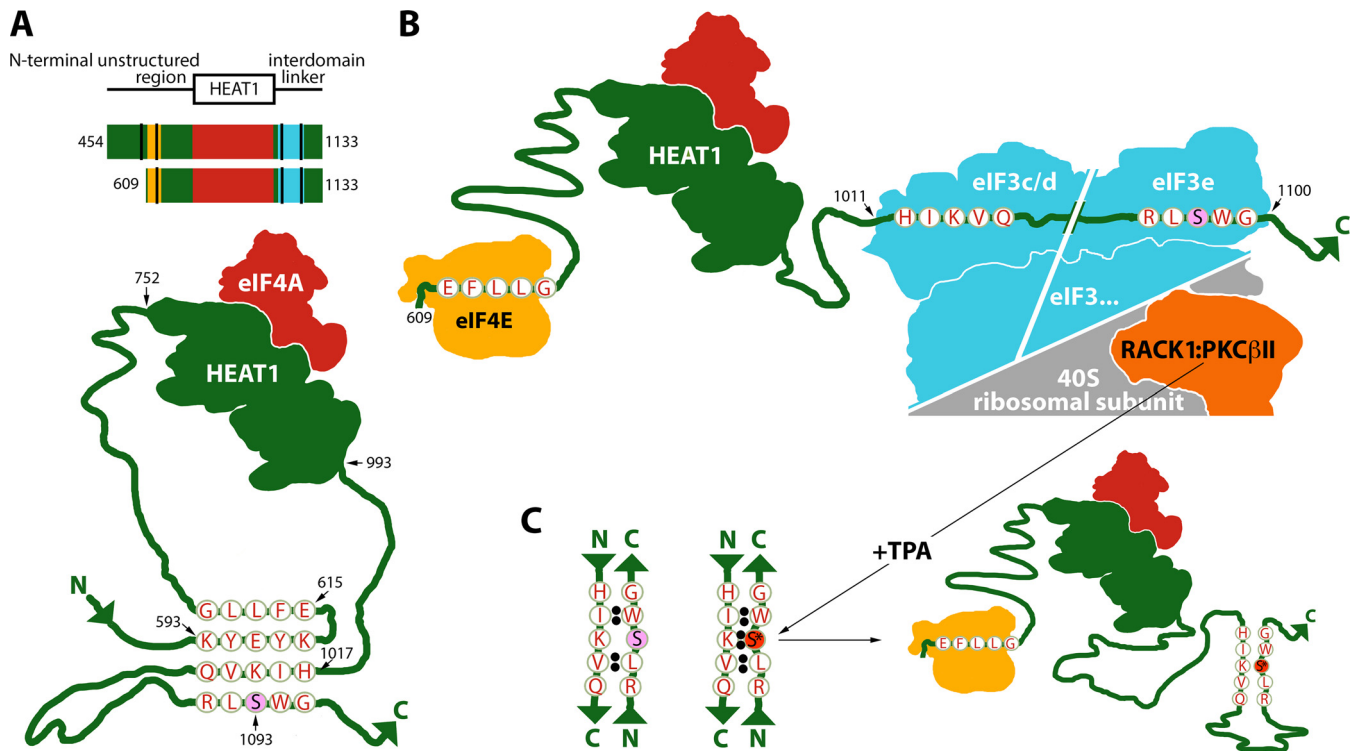 A
N-terminal unstructured region
HEAT1
interdomain linker
454
1133
609
1133
752
eIF4A
HEAT1
993
N
615
G L L F E
593
K Y E Y K
1017
Q V K I H
R L S W G
1093
C
B
HEAT1
609
E F L L G
eIF4E
1011
eIF3c/d
eIF3e
H I K V Q
R L S W G
1100
C
eIF3...
RACK1:PKCβII
40S
ribosomal subunit
C
N C
H G
I W
K S
V L
Q R
C N
N C
H G
I W
K S*
V L
Q R
C N
+TPA
E F L L G
C
H G
I W
K S*
V L
Q R